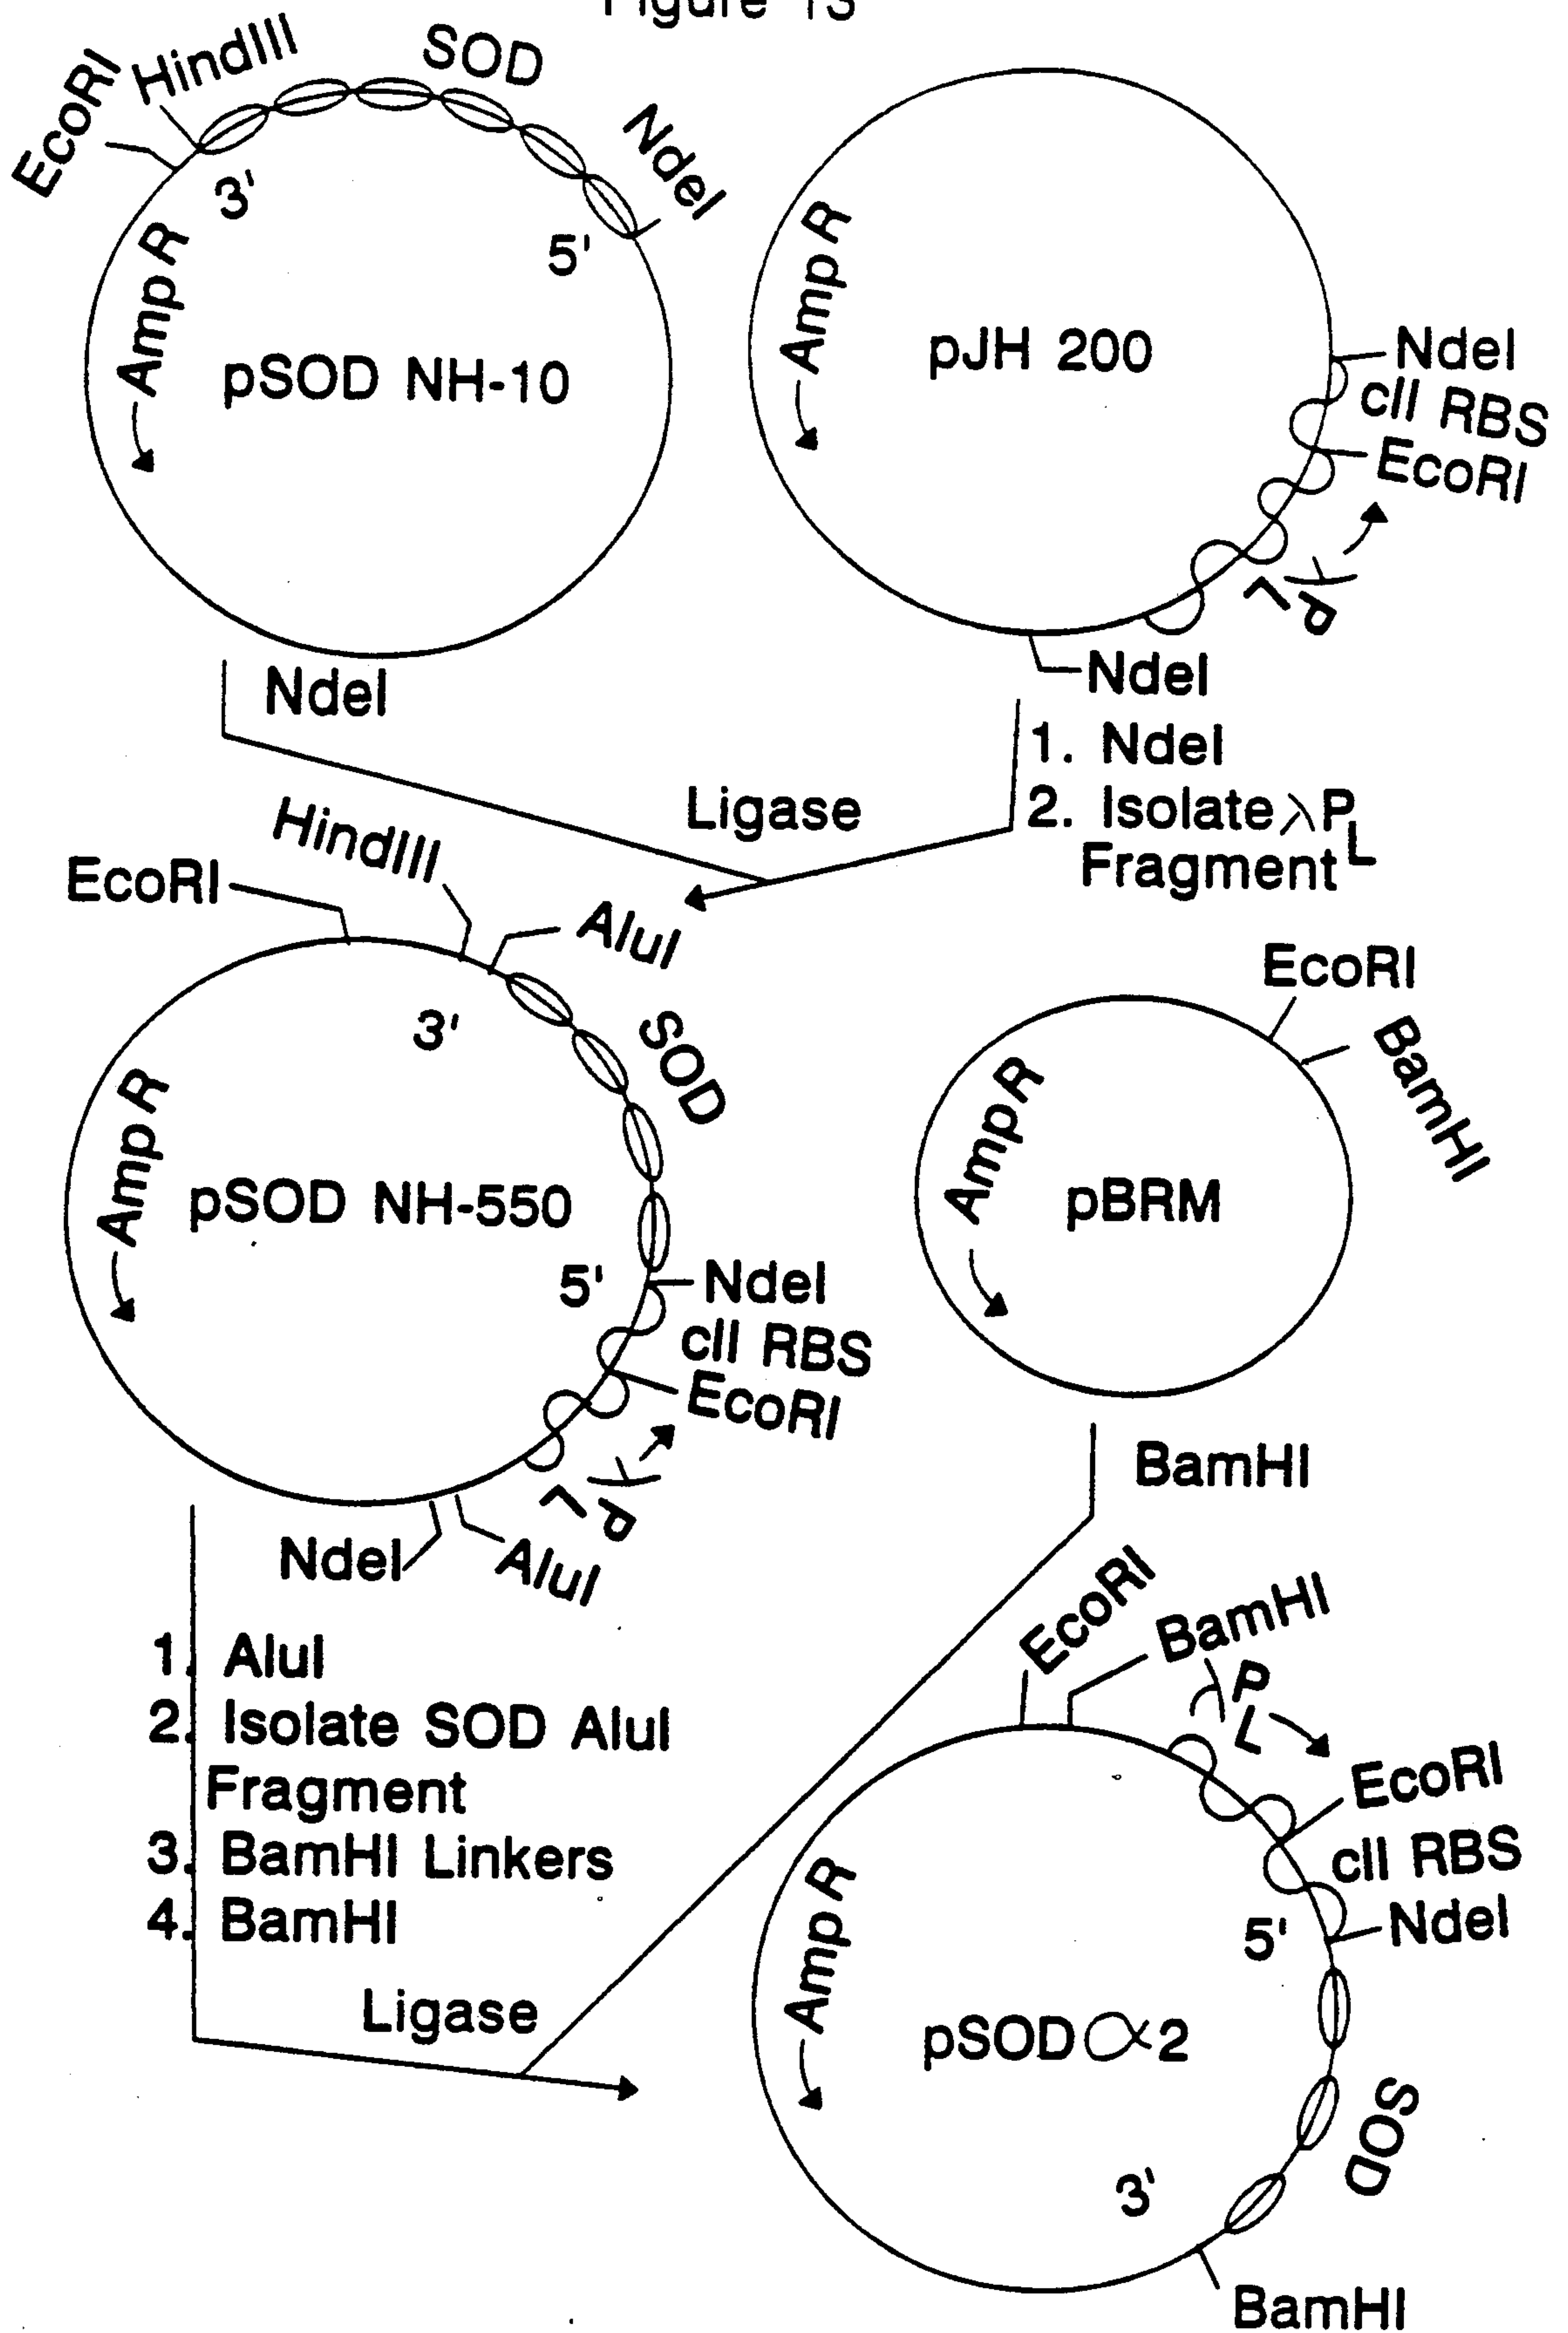 Figure 13
EcoRI
HindIII
SOD
NdeI
3'
5'
AmpR
pSOD NH-10
AmpR
pJH 200
NdeI
cII RBS
EcoRI
λPL
NdeI
NdeI
1. NdeI
2. Isolate λPL
Fragment
Ligase
EcoRI
HindIII
AluI
3'
SOD
AmpR
pSOD NH-550
5'
NdeI
cII RBS
EcoRI
λPL
NdeI
AluI
EcoRI
BamHI
AmpR
pBRM
BamHI
1. AluI
2. Isolate SOD AluI
Fragment
3. BamHI Linkers
4. BamHI
Ligase
EcoRI
BamHI
λPL
EcoRI
cII RBS
NdeI
5'
AmpR
pSODα2
SOD
3'
BamHI